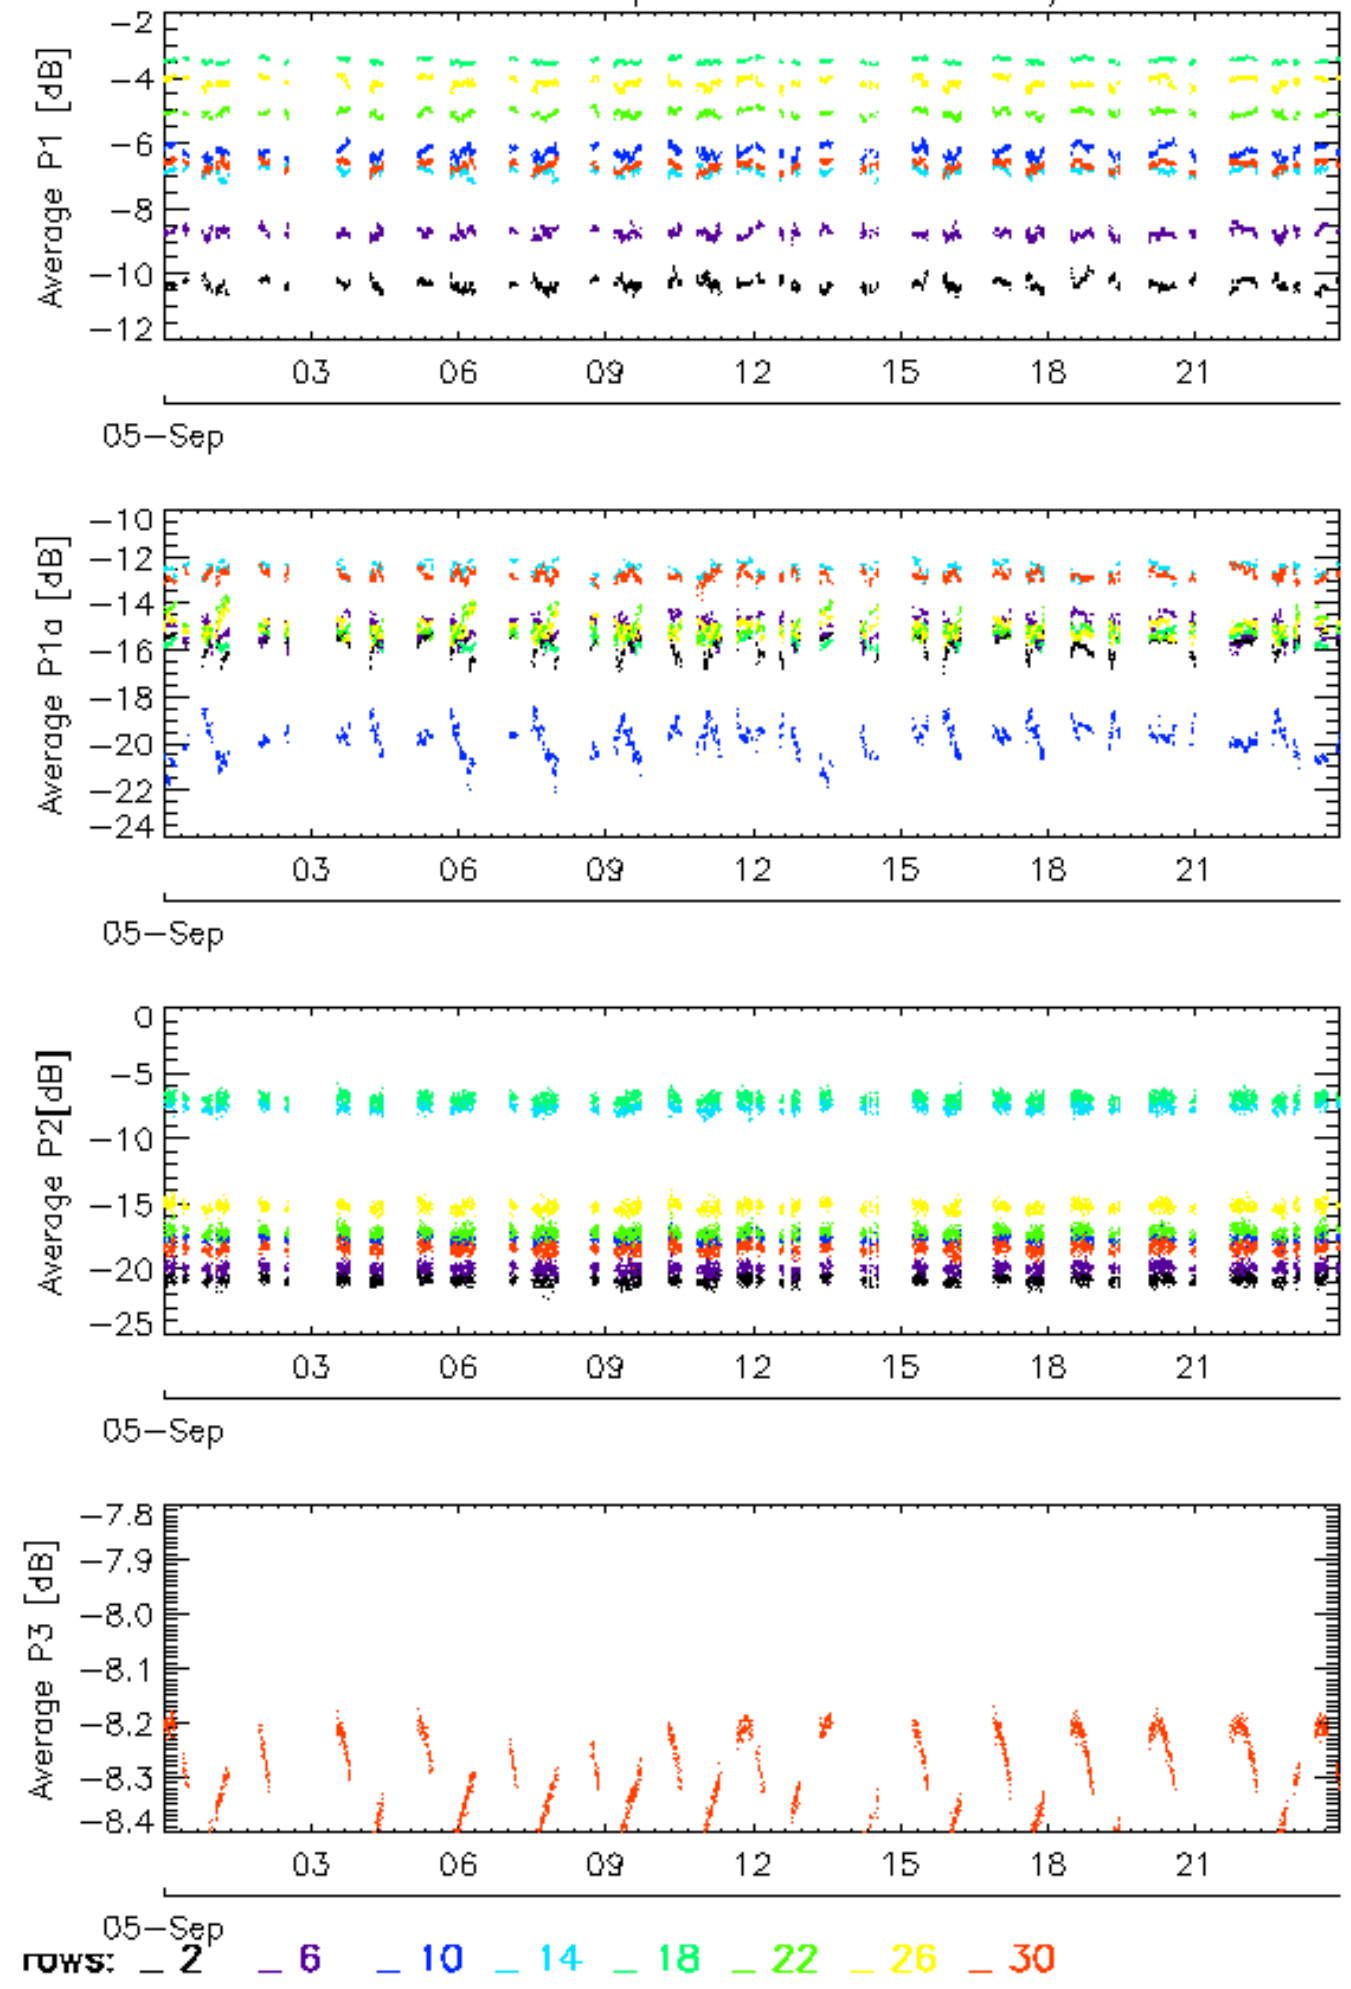 −2
−4
−6
−8
−10
−12
Average P1 [dB]
03 06 09 12 15 18 21
05−Sep
−10
−12
−14
−16
−18
−20
−22
−24
Average P1a [dB]
03 06 09 12 15 18 21
05−Sep
0
−5
−10
−15
−20
−25
Average P2[dB]
03 06 09 12 15 18 21
05−Sep
−7.8
−7.9
−8.0
−8.1
−8.2
−8.3
−8.4
Average P3 [dB]
03 06 09 12 15 18 21
05−Sep
rows: _ 2 _ 6 _ 10 _ 14 _ 18 _ 22 _ 26 _ 30